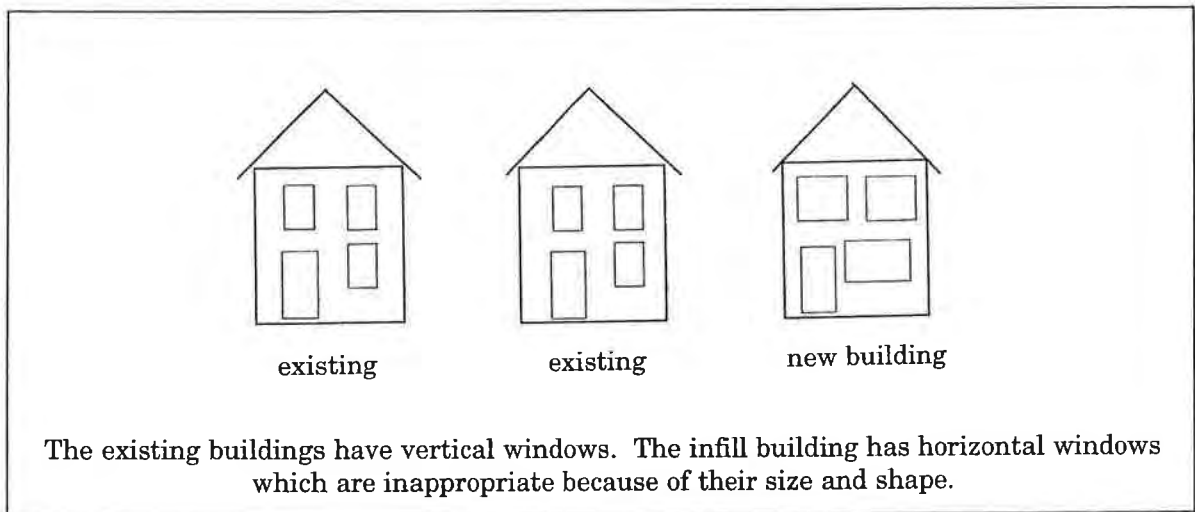 existing
existing
new building
The existing buildings have vertical windows. The infill building has horizontal windows
which are inappropriate because of their size and shape.